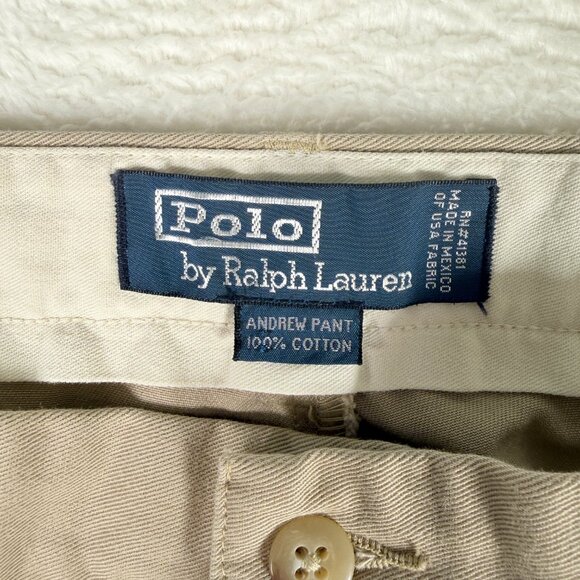 Polo
by Ralph Lauren
RN#41381
MADE IN MEXICO
OF USA FABRIC
ANDREW PANT
100% COTTON